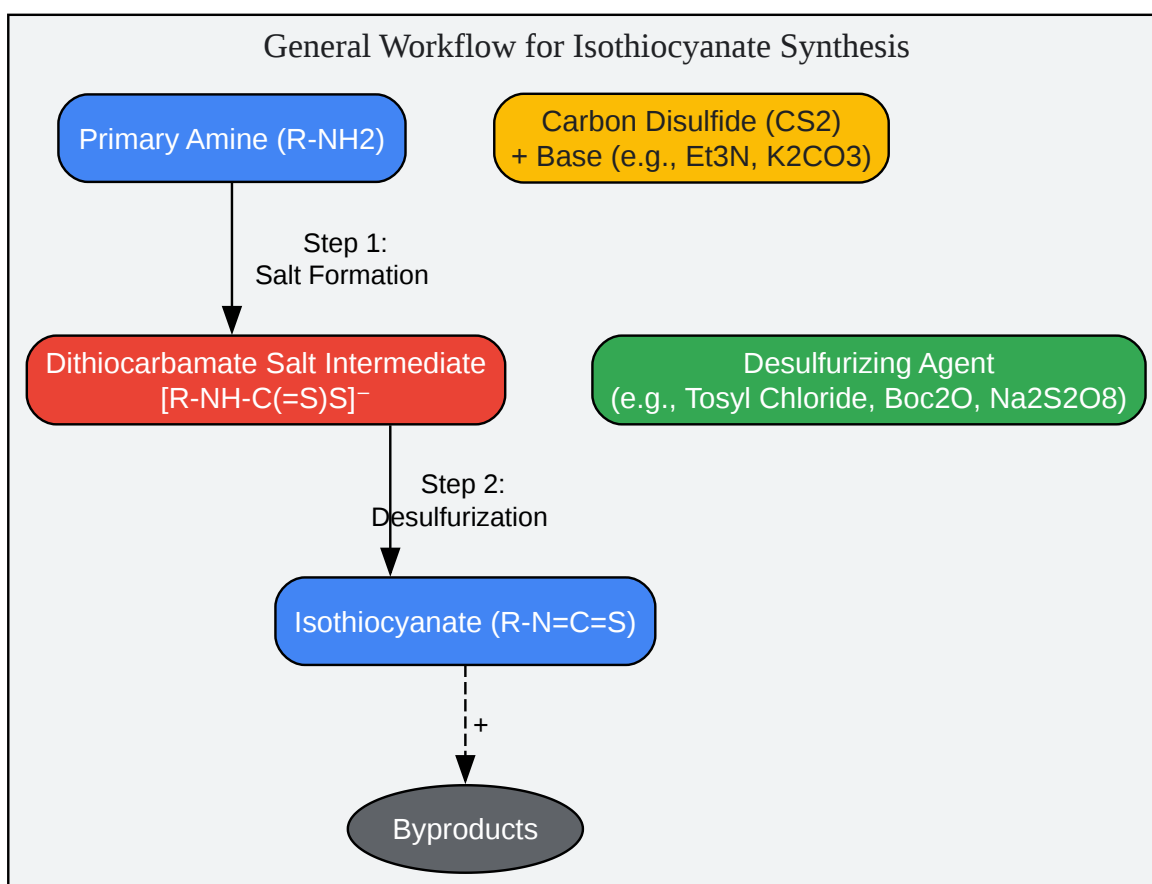 General Workflow for Isothiocyanate Synthesis
Primary Amine (R-NH2)
Carbon Disulfide (CS2)
+ Base (e.g., Et3N, K2CO3)
Step 1:
Salt Formation
Dithiocarbamate Salt Intermediate
[R-NH-C(=S)S]⁻
Desulfurizing Agent
(e.g., Tosyl Chloride, Boc2O, Na2S2O8)
Step 2:
Desulfurization
Isothiocyanate (R-N=C=S)
+
Byproducts